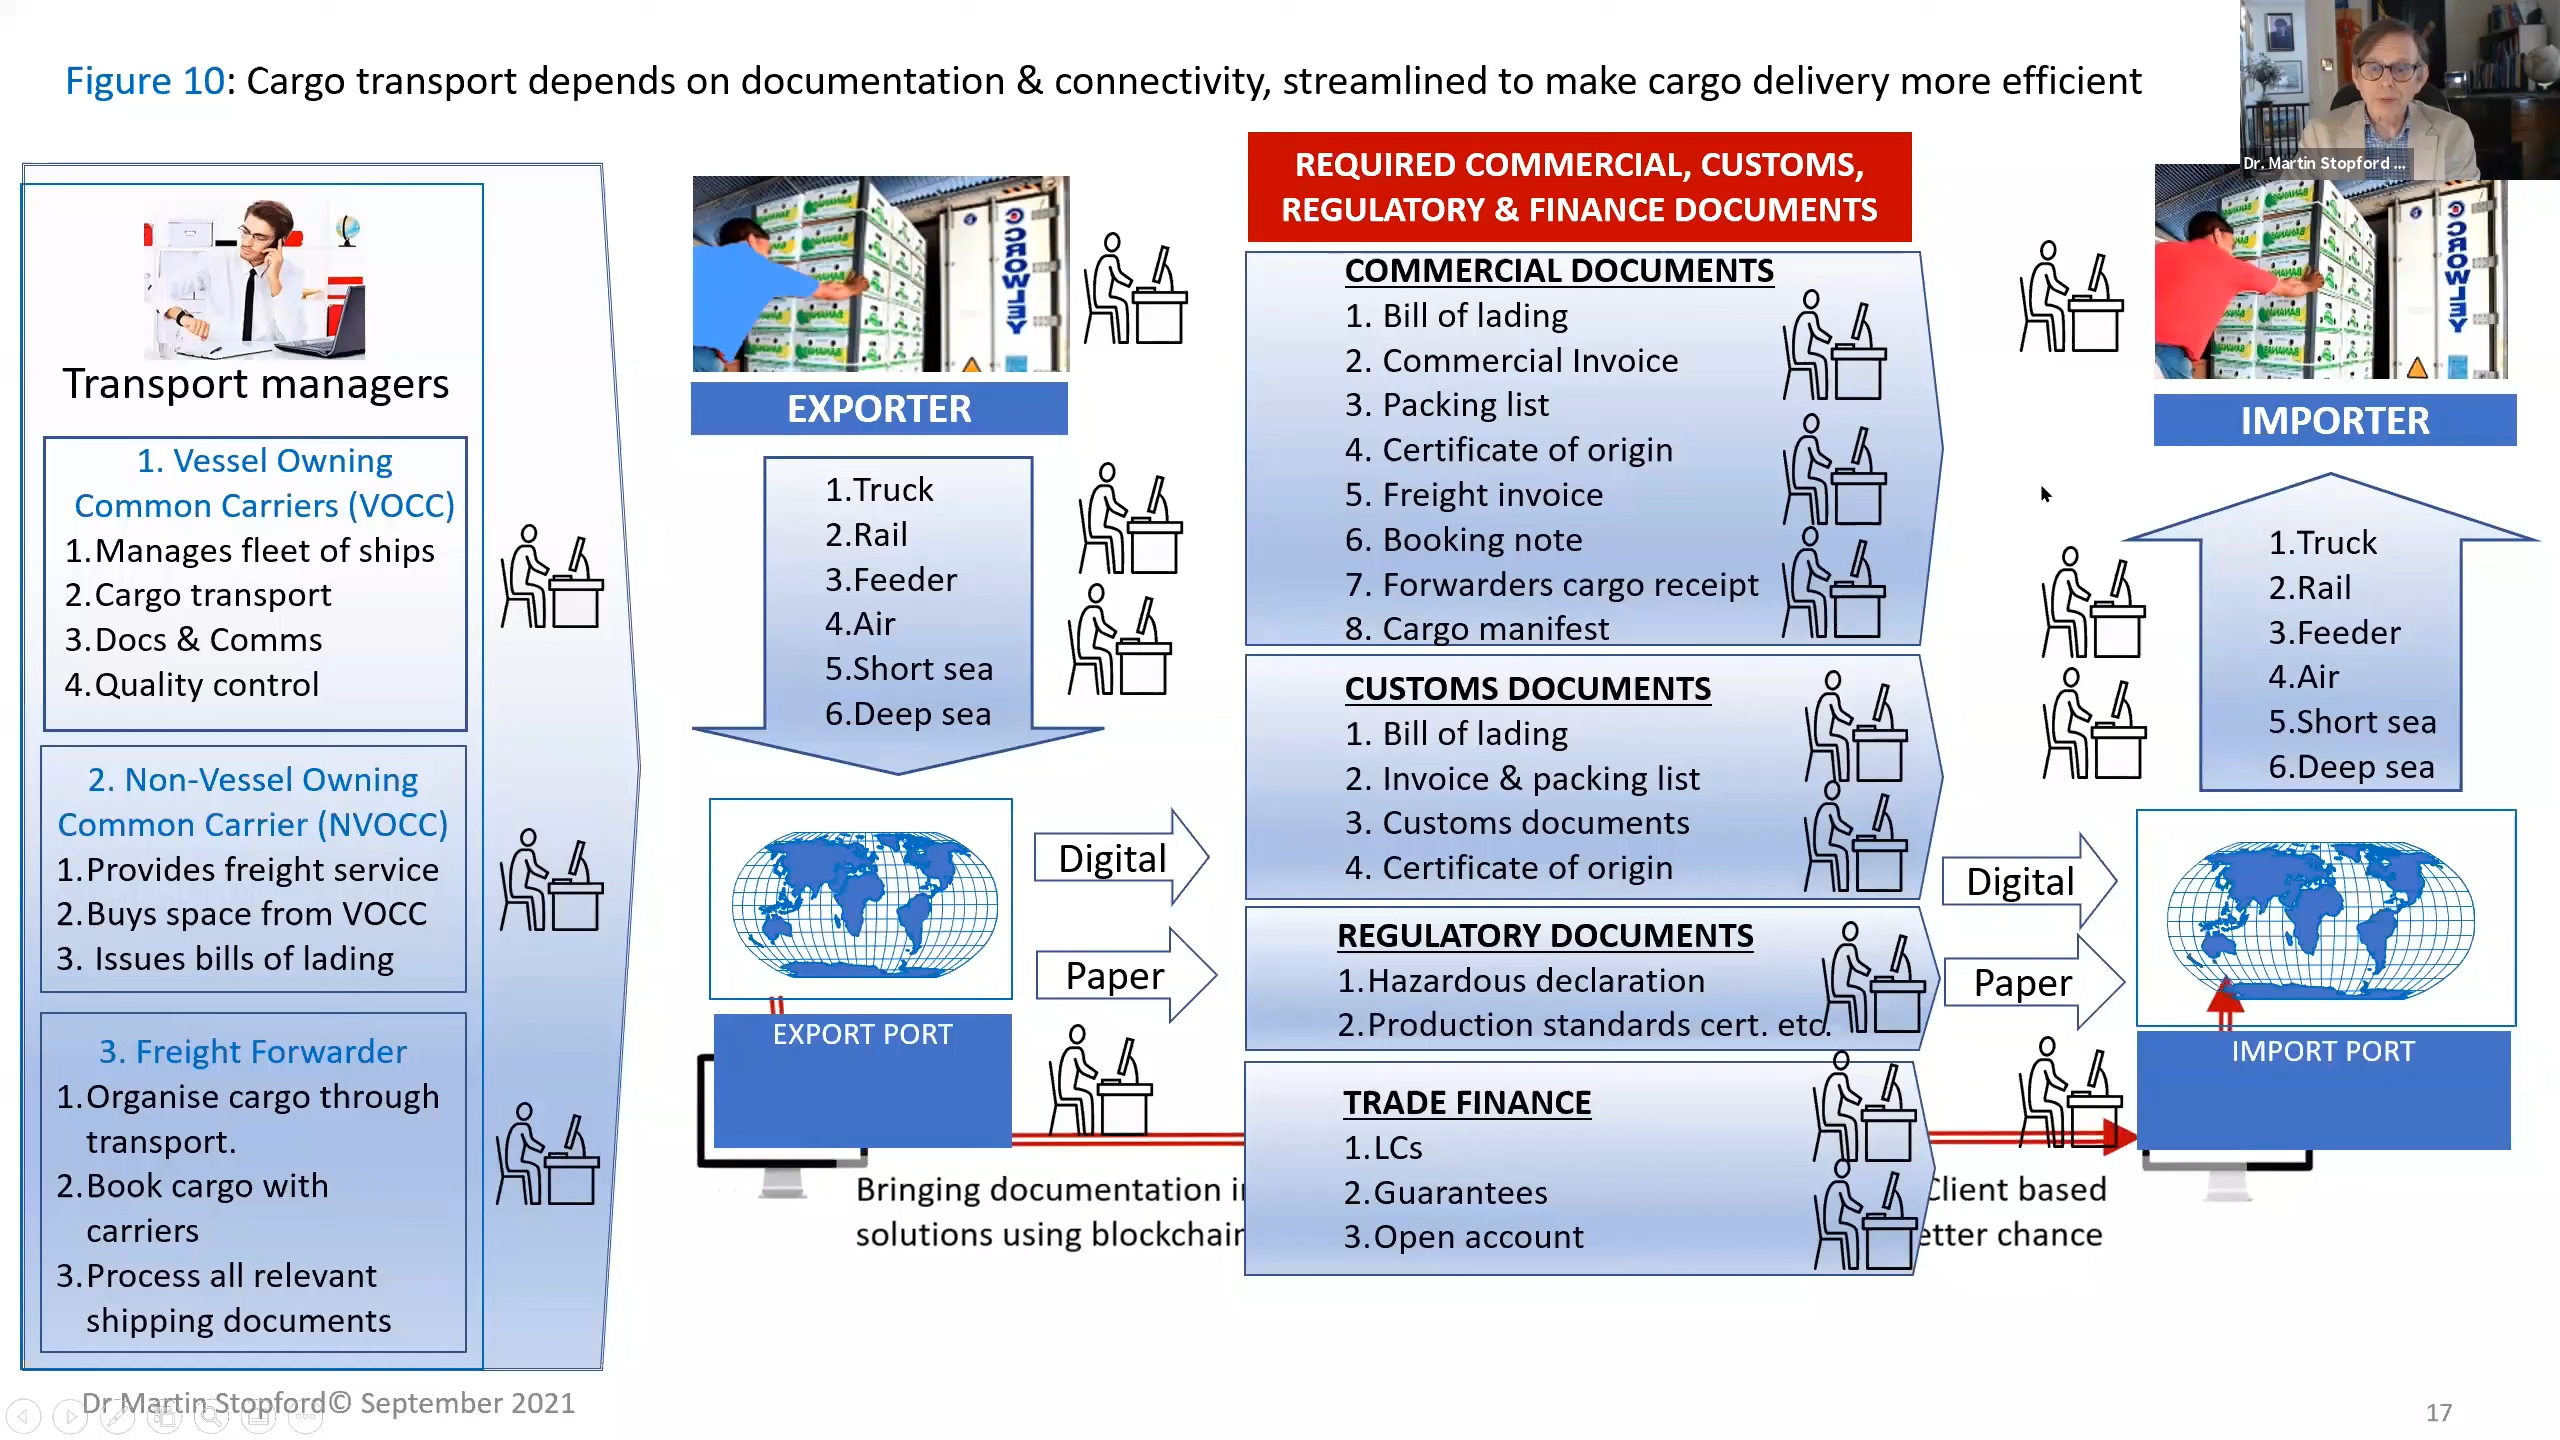 Figure 10: Cargo transport depends on documentation & connectivity, streamlined to make cargo delivery more efficient
Dr. Martin Stopford ...
Transport managers
1. Vessel Owning
Common Carriers (VOCC)
1.Manages fleet of ships
2.Cargo transport
3.Docs & Comms
4.Quality control
2. Non-Vessel Owning
Common Carrier (NVOCC)
1.Provides freight service
2.Buys space from VOCC
3. Issues bills of lading
3. Freight Forwarder
1.Organise cargo through
transport.
2.Book cargo with
carriers
3.Process all relevant
shipping documents
CROWLEY
EXPORTER
1.Truck
2.Rail
3.Feeder
4.Air
5.Short sea
6.Deep sea
Digital
Paper
EXPORT PORT
Bringing documentation
solutions using
REQUIRED COMMERCIAL, CUSTOMS,
REGULATORY & FINANCE DOCUMENTS
COMMERCIAL DOCUMENTS
1. Bill of lading
2. Commercial Invoice
3. Packing list
4. Certificate of origin
5. Freight invoice
6. Booking note
7. Forwarders cargo receipt
8. Cargo manifest
CUSTOMS DOCUMENTS
1. Bill of lading
2. Invoice & packing list
3. Customs documents
4. Certificate of origin
REGULATORY DOCUMENTS
1.Hazardous declaration
2.Production standards cert. etc.
TRADE FINANCE
1.LCs
2.Guarantees
3.Open account
Digital
Paper
based
chance
CROWLEY
IMPORTER
1.Truck
2.Rail
3.Feeder
4.Air
5.Short sea
6.Deep sea
IMPORT PORT
Dr Martin Stopford© September 2021
17